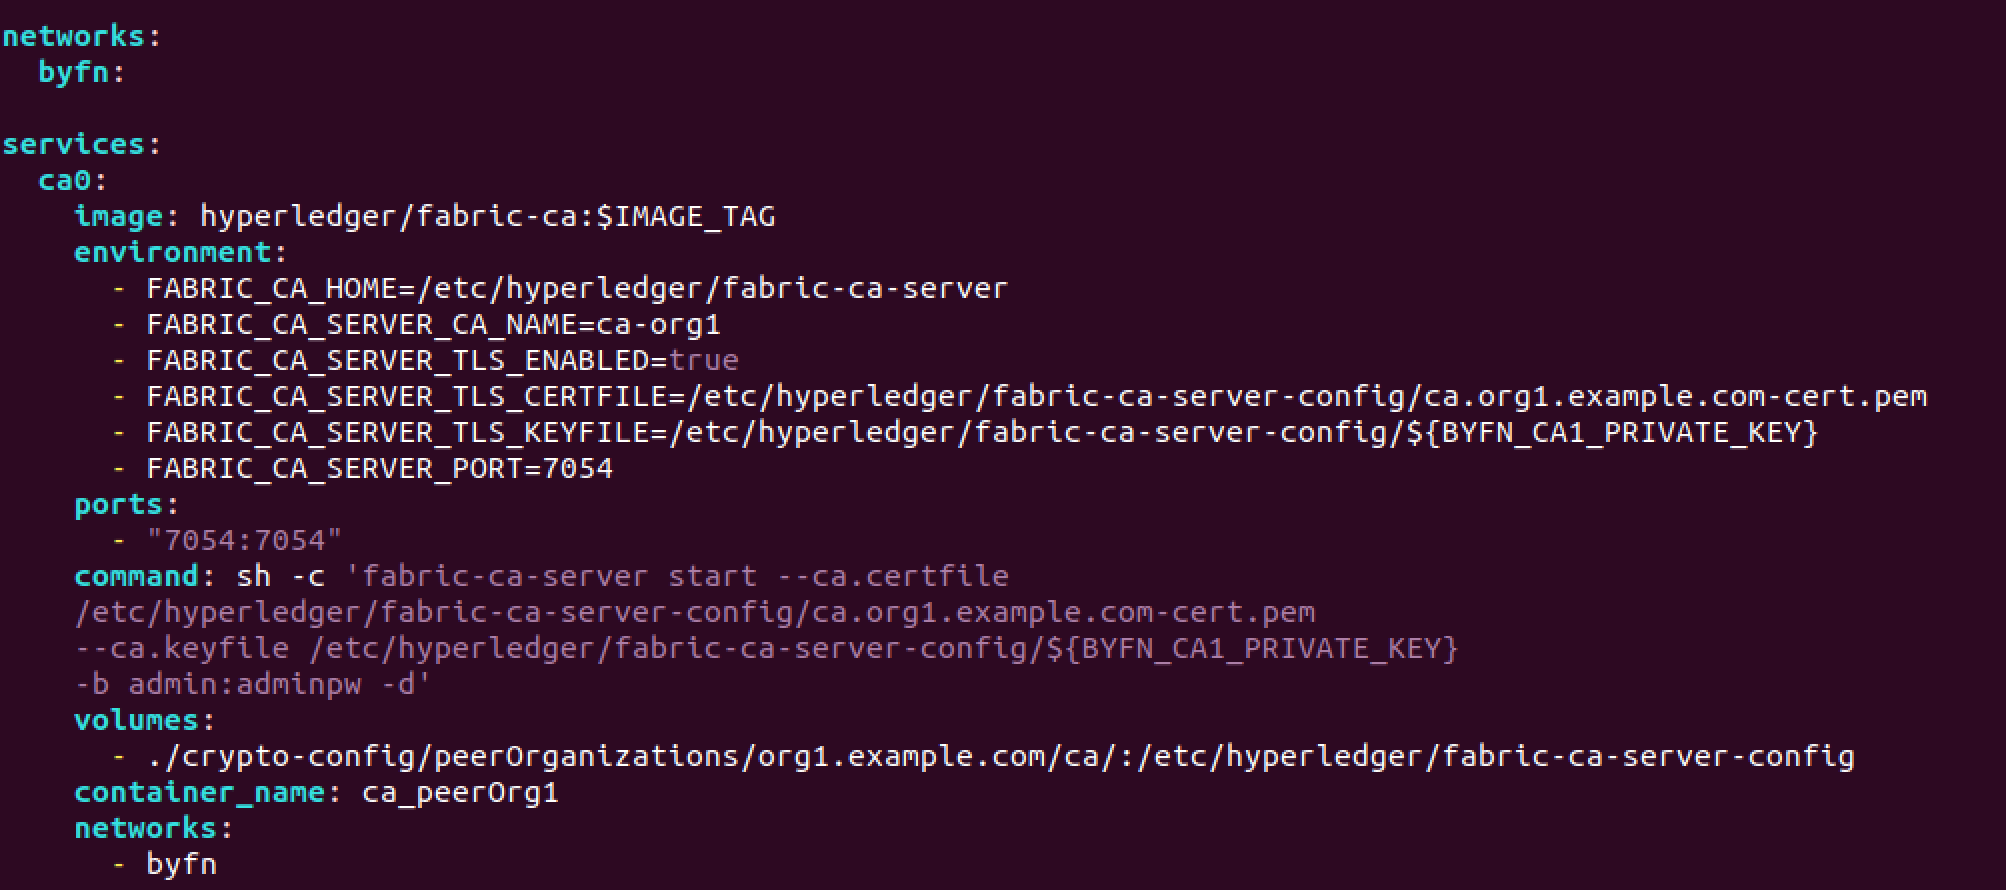 networks:
  byfn:

services:
  ca0:
    image: hyperledger/fabric-ca:$IMAGE_TAG
    environment:
      - FABRIC_CA_HOME=/etc/hyperledger/fabric-ca-server
      - FABRIC_CA_SERVER_CA_NAME=ca-org1
      - FABRIC_CA_SERVER_TLS_ENABLED=true
      - FABRIC_CA_SERVER_TLS_CERTFILE=/etc/hyperledger/fabric-ca-server-config/ca.org1.example.com-cert.pem
      - FABRIC_CA_SERVER_TLS_KEYFILE=/etc/hyperledger/fabric-ca-server-config/${BYFN_CA1_PRIVATE_KEY}
      - FABRIC_CA_SERVER_PORT=7054
    ports:
      - "7054:7054"
    command: sh -c 'fabric-ca-server start --ca.certfile
    /etc/hyperledger/fabric-ca-server-config/ca.org1.example.com-cert.pem
    --ca.keyfile /etc/hyperledger/fabric-ca-server-config/${BYFN_CA1_PRIVATE_KEY}
    -b admin:adminpw -d'
    volumes:
      - ./crypto-config/peerOrganizations/org1.example.com/ca/:/etc/hyperledger/fabric-ca-server-config
    container_name: ca_peerOrg1
    networks:
      - byfn